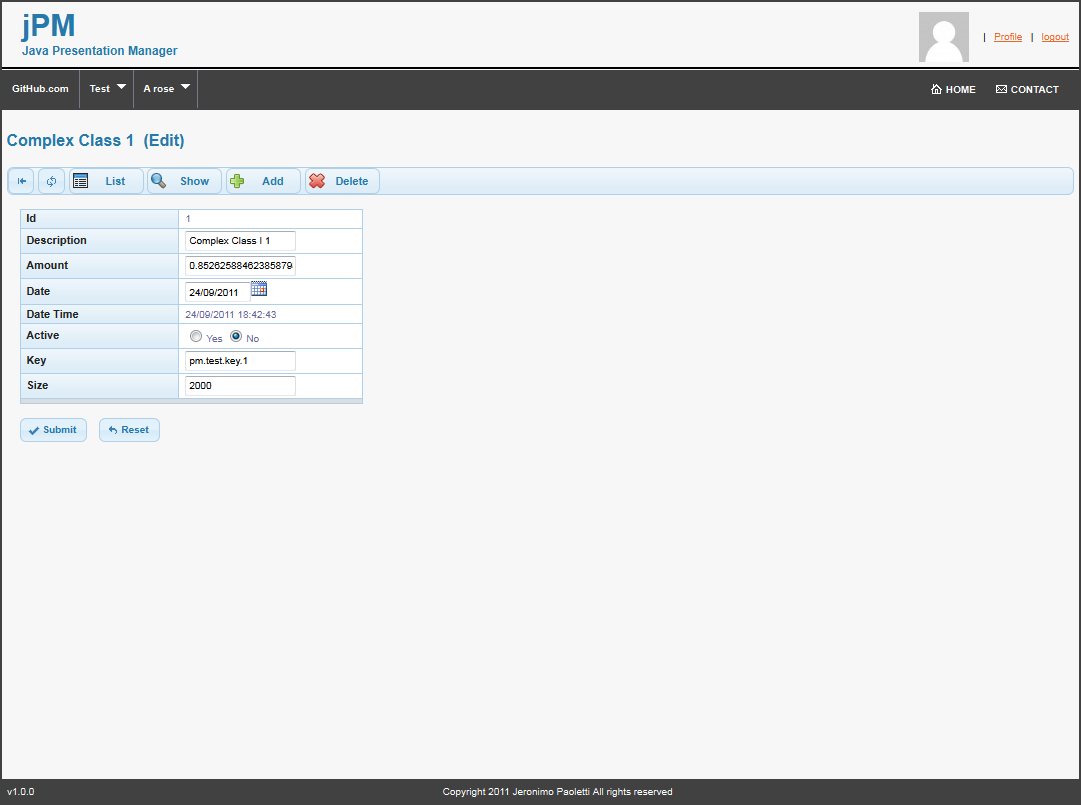 jPM
Java Presentation Manager
| Profile | logout
GitHub.com Test A rose HOME CONTACT
Complex Class 1 (Edit)
List Show Add Delete
Id 1
Description Complex Class I 1
Amount 0.8526258846238579
Date 24/09/2011
Date Time 24/09/2011 18:42:43
Active Yes No
Key pm.test.key.1
Size 2000
Submit Reset
v1.0.0 Copyright 2011 Jeronimo Paoletti All rights reserved